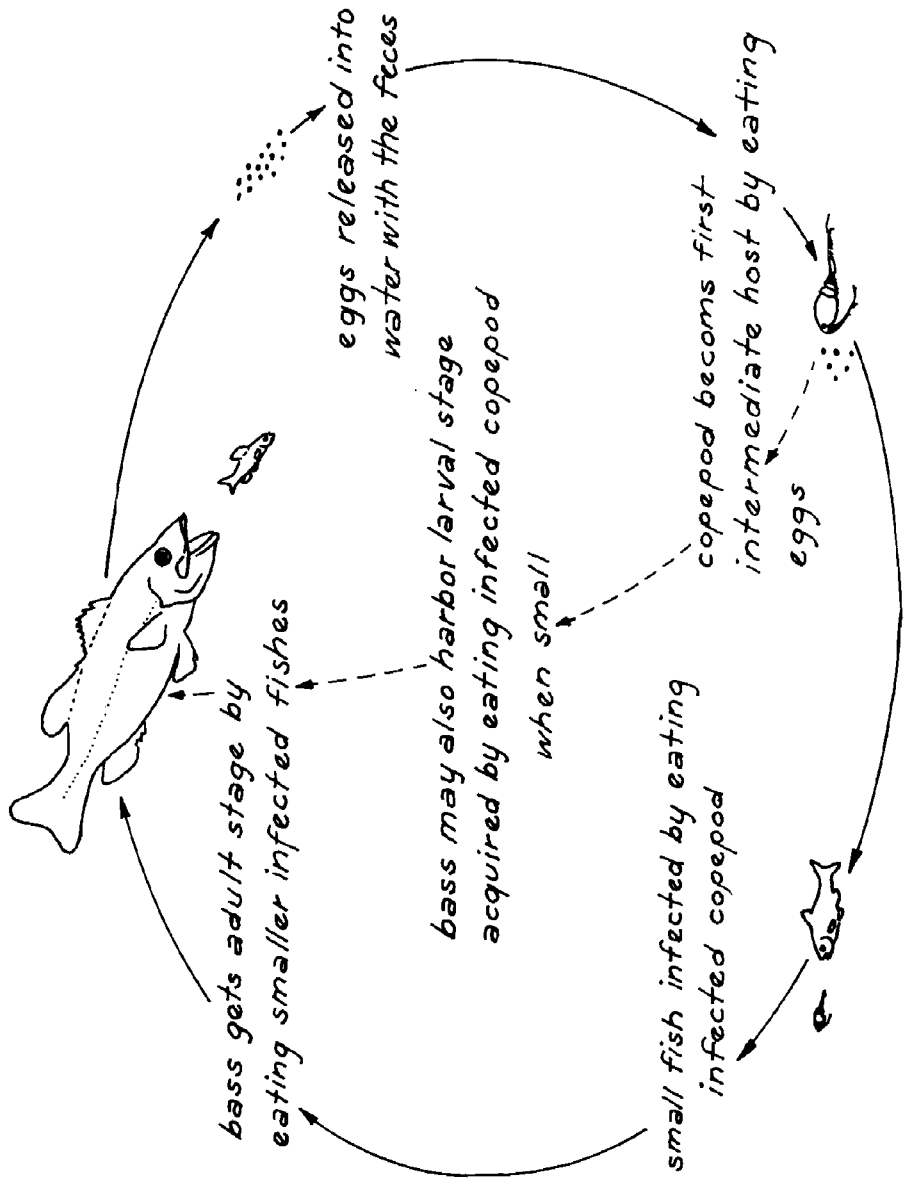 eggs released into
water with the feces
copepod becoms first
intermediate host by eating
eggs
small fish infected by eating
infected copepod
bass gets adult stage by
eating smaller infected fishes
bass may also harbor larval stage
acquired by eating infected copepod
when small